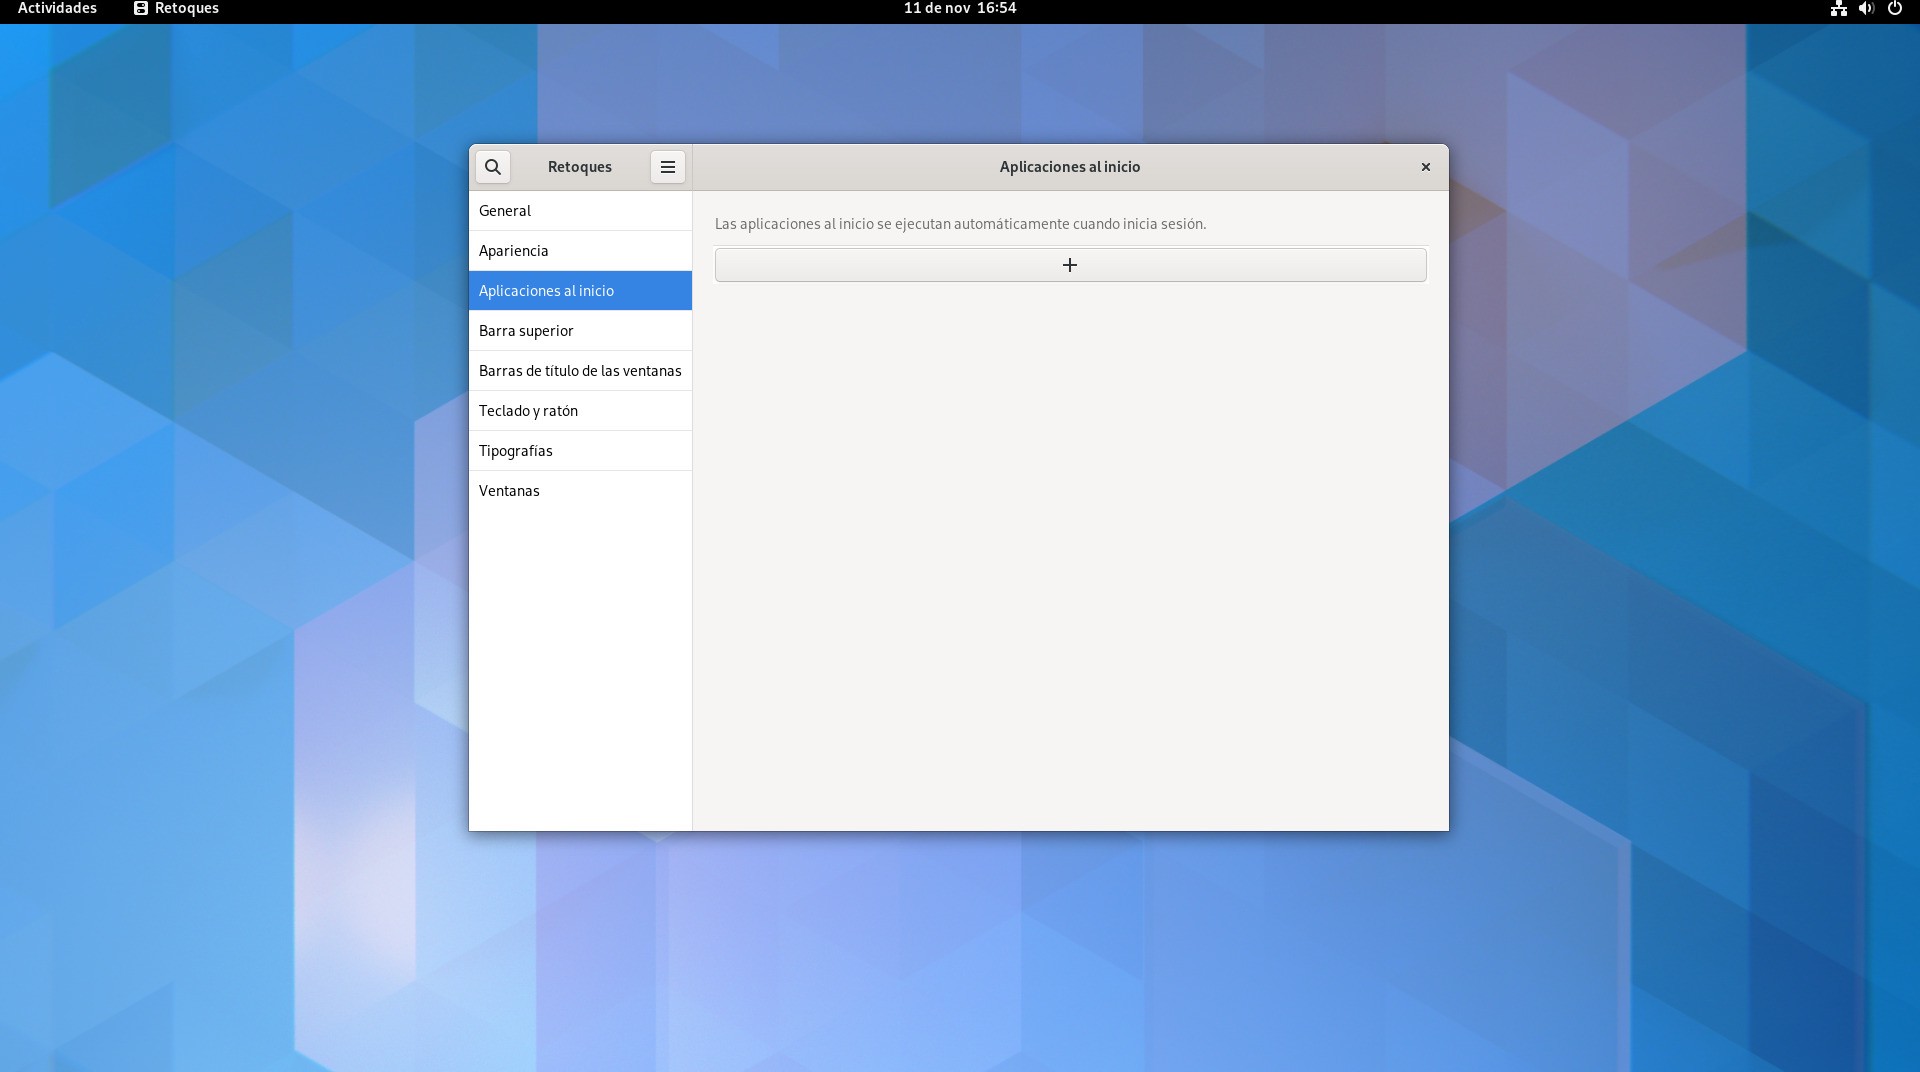 Actividades
Retoques
11 de nov 16:54
Retoques
Aplicaciones al inicio
General
Apariencia
Aplicaciones al inicio
Barra superior
Barras de título de las ventanas
Teclado y ratón
Tipografías
Ventanas
Las aplicaciones al inicio se ejecutan automáticamente cuando inicia sesión.